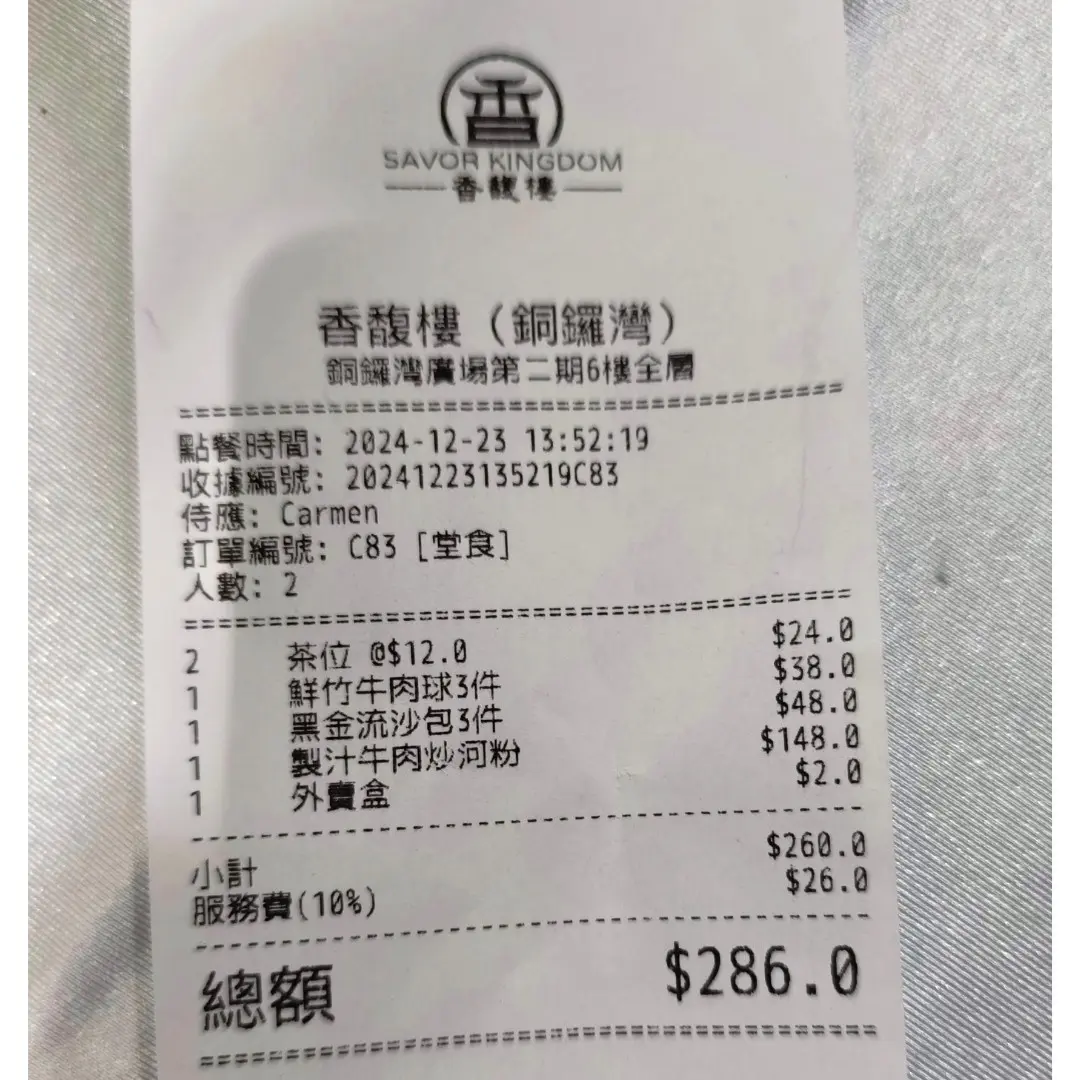 香
SAVOR KINGDOM
香馥樓
香馥樓 (銅鑼灣)
銅鑼灣廣場第二期6樓全層
點餐時間: 2024-12-23 13:52:19
收據編號: 20241223135219C83
侍應: Carmen
訂單編號: C83 [堂食]
人數: 2
2 茶位 @$12.0 $24.0
1 鮮竹牛肉球3件 $38.0
1 黑金流沙包3件 $48.0
1 製汁牛肉炒河粉 $148.0
1 外賣盒 $2.0
小計 $260.0
服務費(10%) $26.0
總額 $286.0